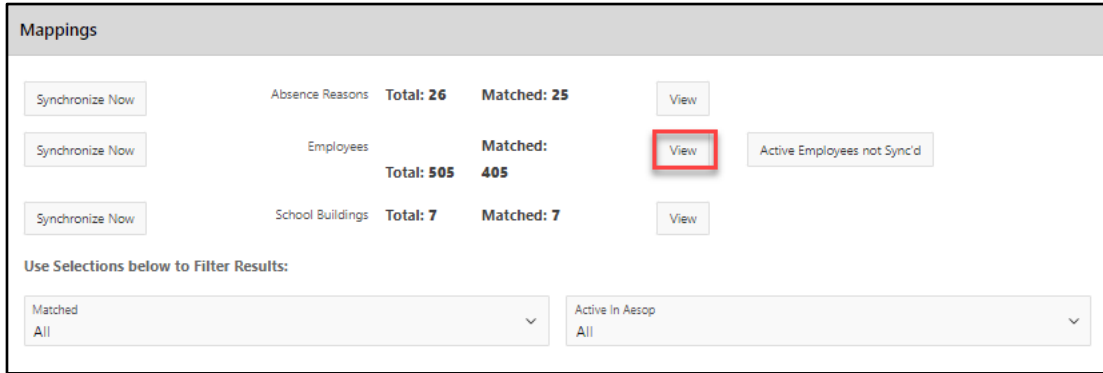 Mappings
Synchronize Now Absence Reasons Total: 26 Matched: 25 View
Synchronize Now Employees Matched: View Active Employees not Sync'd
Total: 505 405
Synchronize Now School Buildings Total: 7 Matched: 7 View
Use Selections below to Filter Results:
Matched Active In Aesop
All All